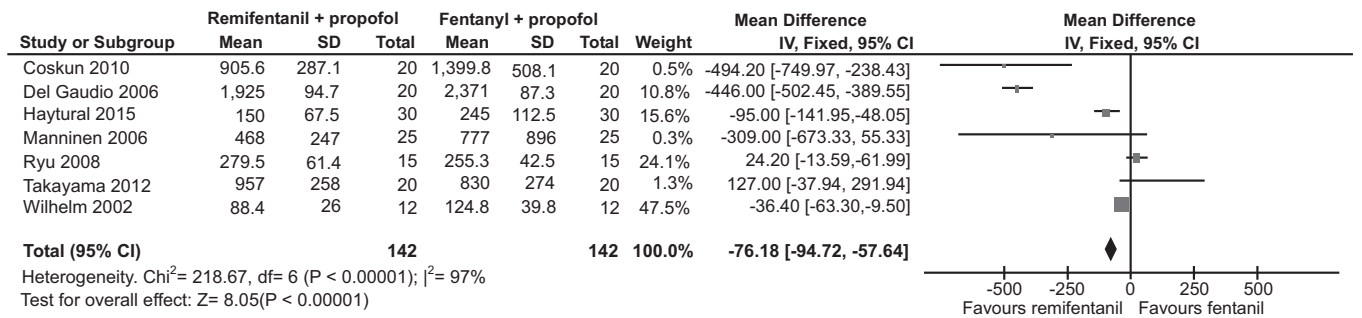 Remifentanil + propofol Fentanyl + propofol Mean Difference Mean Difference
Study or Subgroup Mean SD Total Mean SD Total Weight IV, Fixed, 95% CI IV, Fixed, 95% CI
Coskun 2010 905.6 287.1 20 1,399.8 508.1 20 0.5% -494.20 [-749.97, -238.43]
Del Gaudio 2006 1,925 94.7 20 2,371 87.3 20 10.8% -446.00 [-502.45, -389.55]
Haytural 2015 150 67.5 30 245 112.5 30 15.6% -95.00 [-141.95,-48.05]
Manninen 2006 468 247 25 777 896 25 0.3% -309.00 [-673.33, 55.33]
Ryu 2008 279.5 61.4 15 255.3 42.5 15 24.1% 24.20 [-13.59,-61.99]
Takayama 2012 957 258 20 830 274 20 1.3% 127.00 [-37.94, 291.94]
Wilhelm 2002 88.4 26 12 124.8 39.8 12 47.5% -36.40 [-63.30,-9.50]
Total (95% CI) 142 142 100.0% -76.18 [-94.72, -57.64]
Heterogeneity. Chi²= 218.67, df= 6 (P < 0.00001); |²= 97%
Test for overall effect: Z= 8.05(P < 0.00001)
-500 -250 0 250 500
Favours remifentanil Favours fentanil